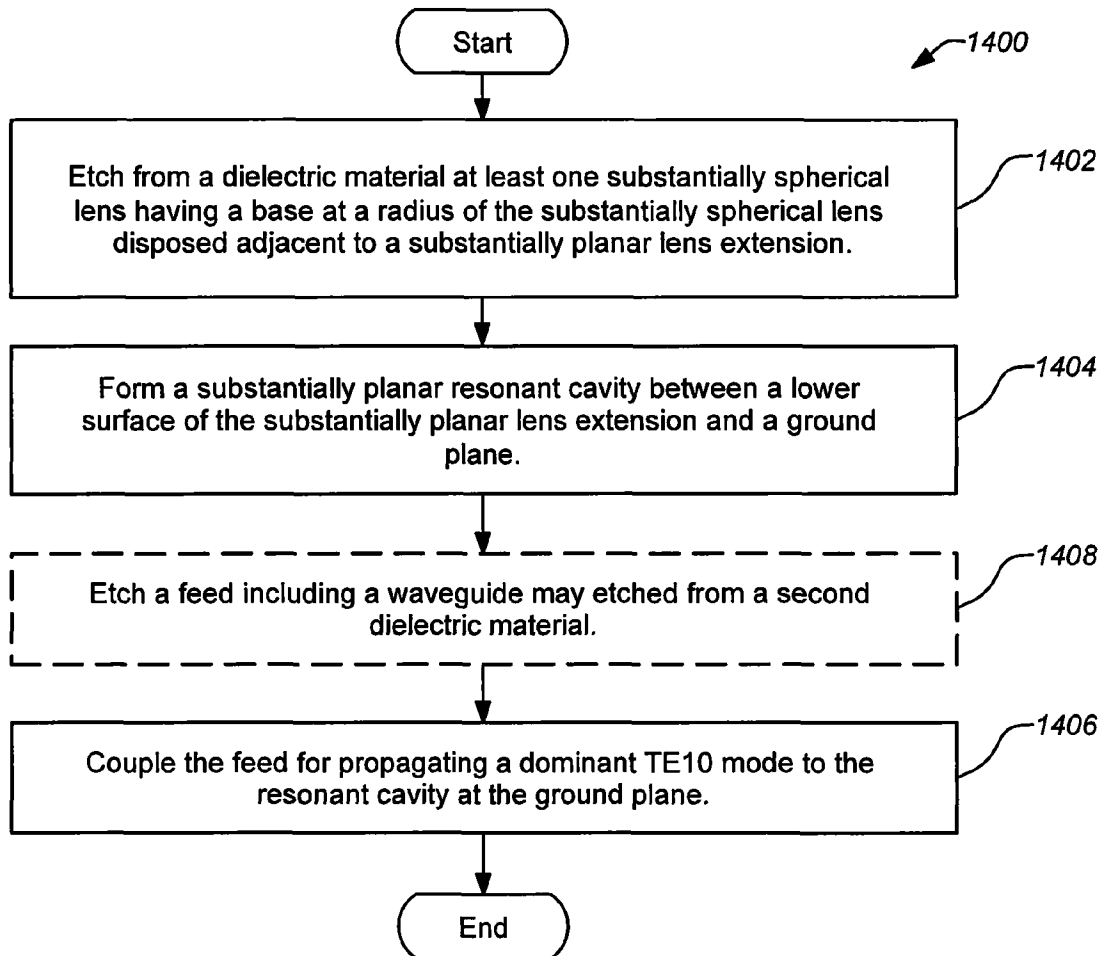 Start
1400
Etch from a dielectric material at least one substantially spherical
lens having a base at a radius of the substantially spherical lens
disposed adjacent to a substantially planar lens extension.
1402
Form a substantially planar resonant cavity between a lower
surface of the substantially planar lens extension and a ground
plane.
1404
Etch a feed including a waveguide may etched from a second
dielectric material.
1408
Couple the feed for propagating a dominant TE10 mode to the
resonant cavity at the ground plane.
1406
End